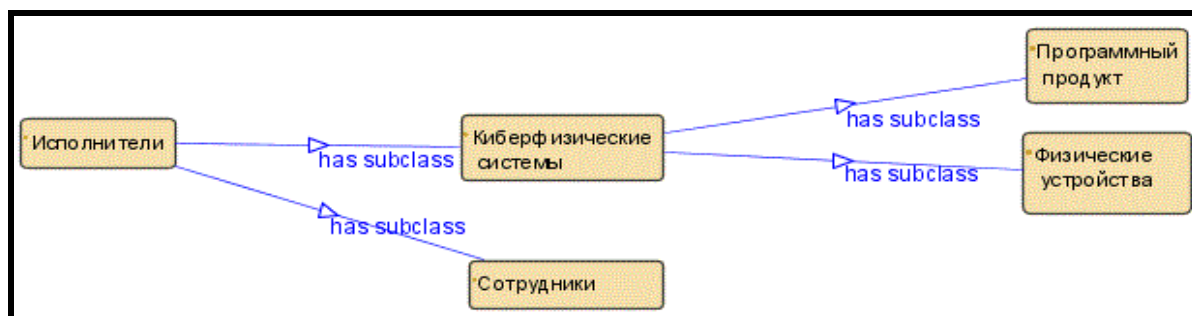 Программный
продукт
has subclass
Исполнители
has subclass
Киберфизические
системы
has subclass
Физические
устройства
has subclass
Сотрудники